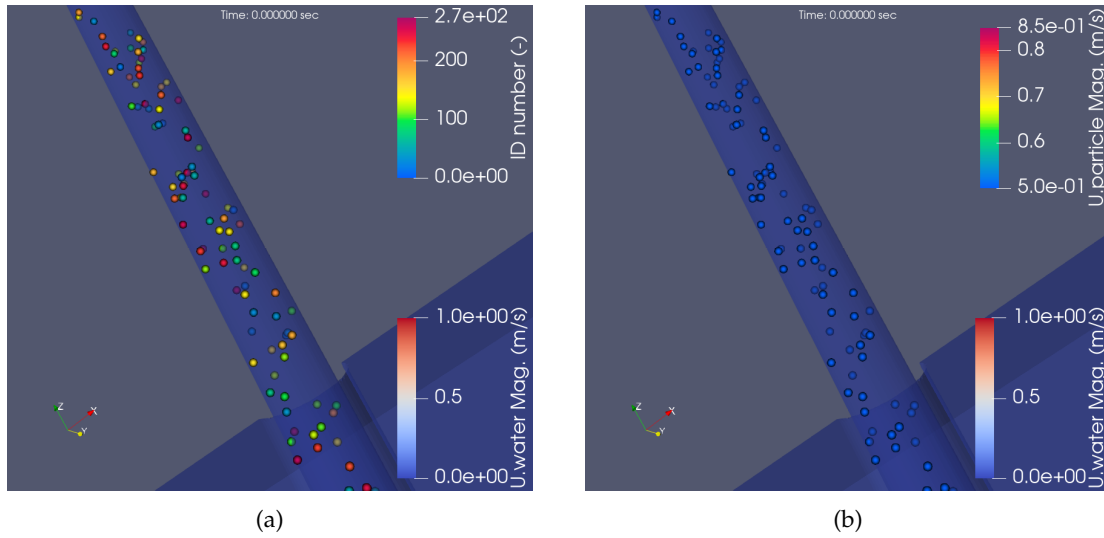 Time: 0.000000 sec
2.7e+02
200
100
0.0e+00
ID number (-)
1.0e+00
0.5
0.0e+00
U.water Mag. (m/s)
Z
X
Y
(a)
Time: 0.000000 sec
8.5e-01
0.8
0.7
0.6
5.0e-01
U.particle Mag. (m/s)
1.0e+00
0.5
0.0e+00
U.water Mag. (m/s)
Z
X
Y
(b)